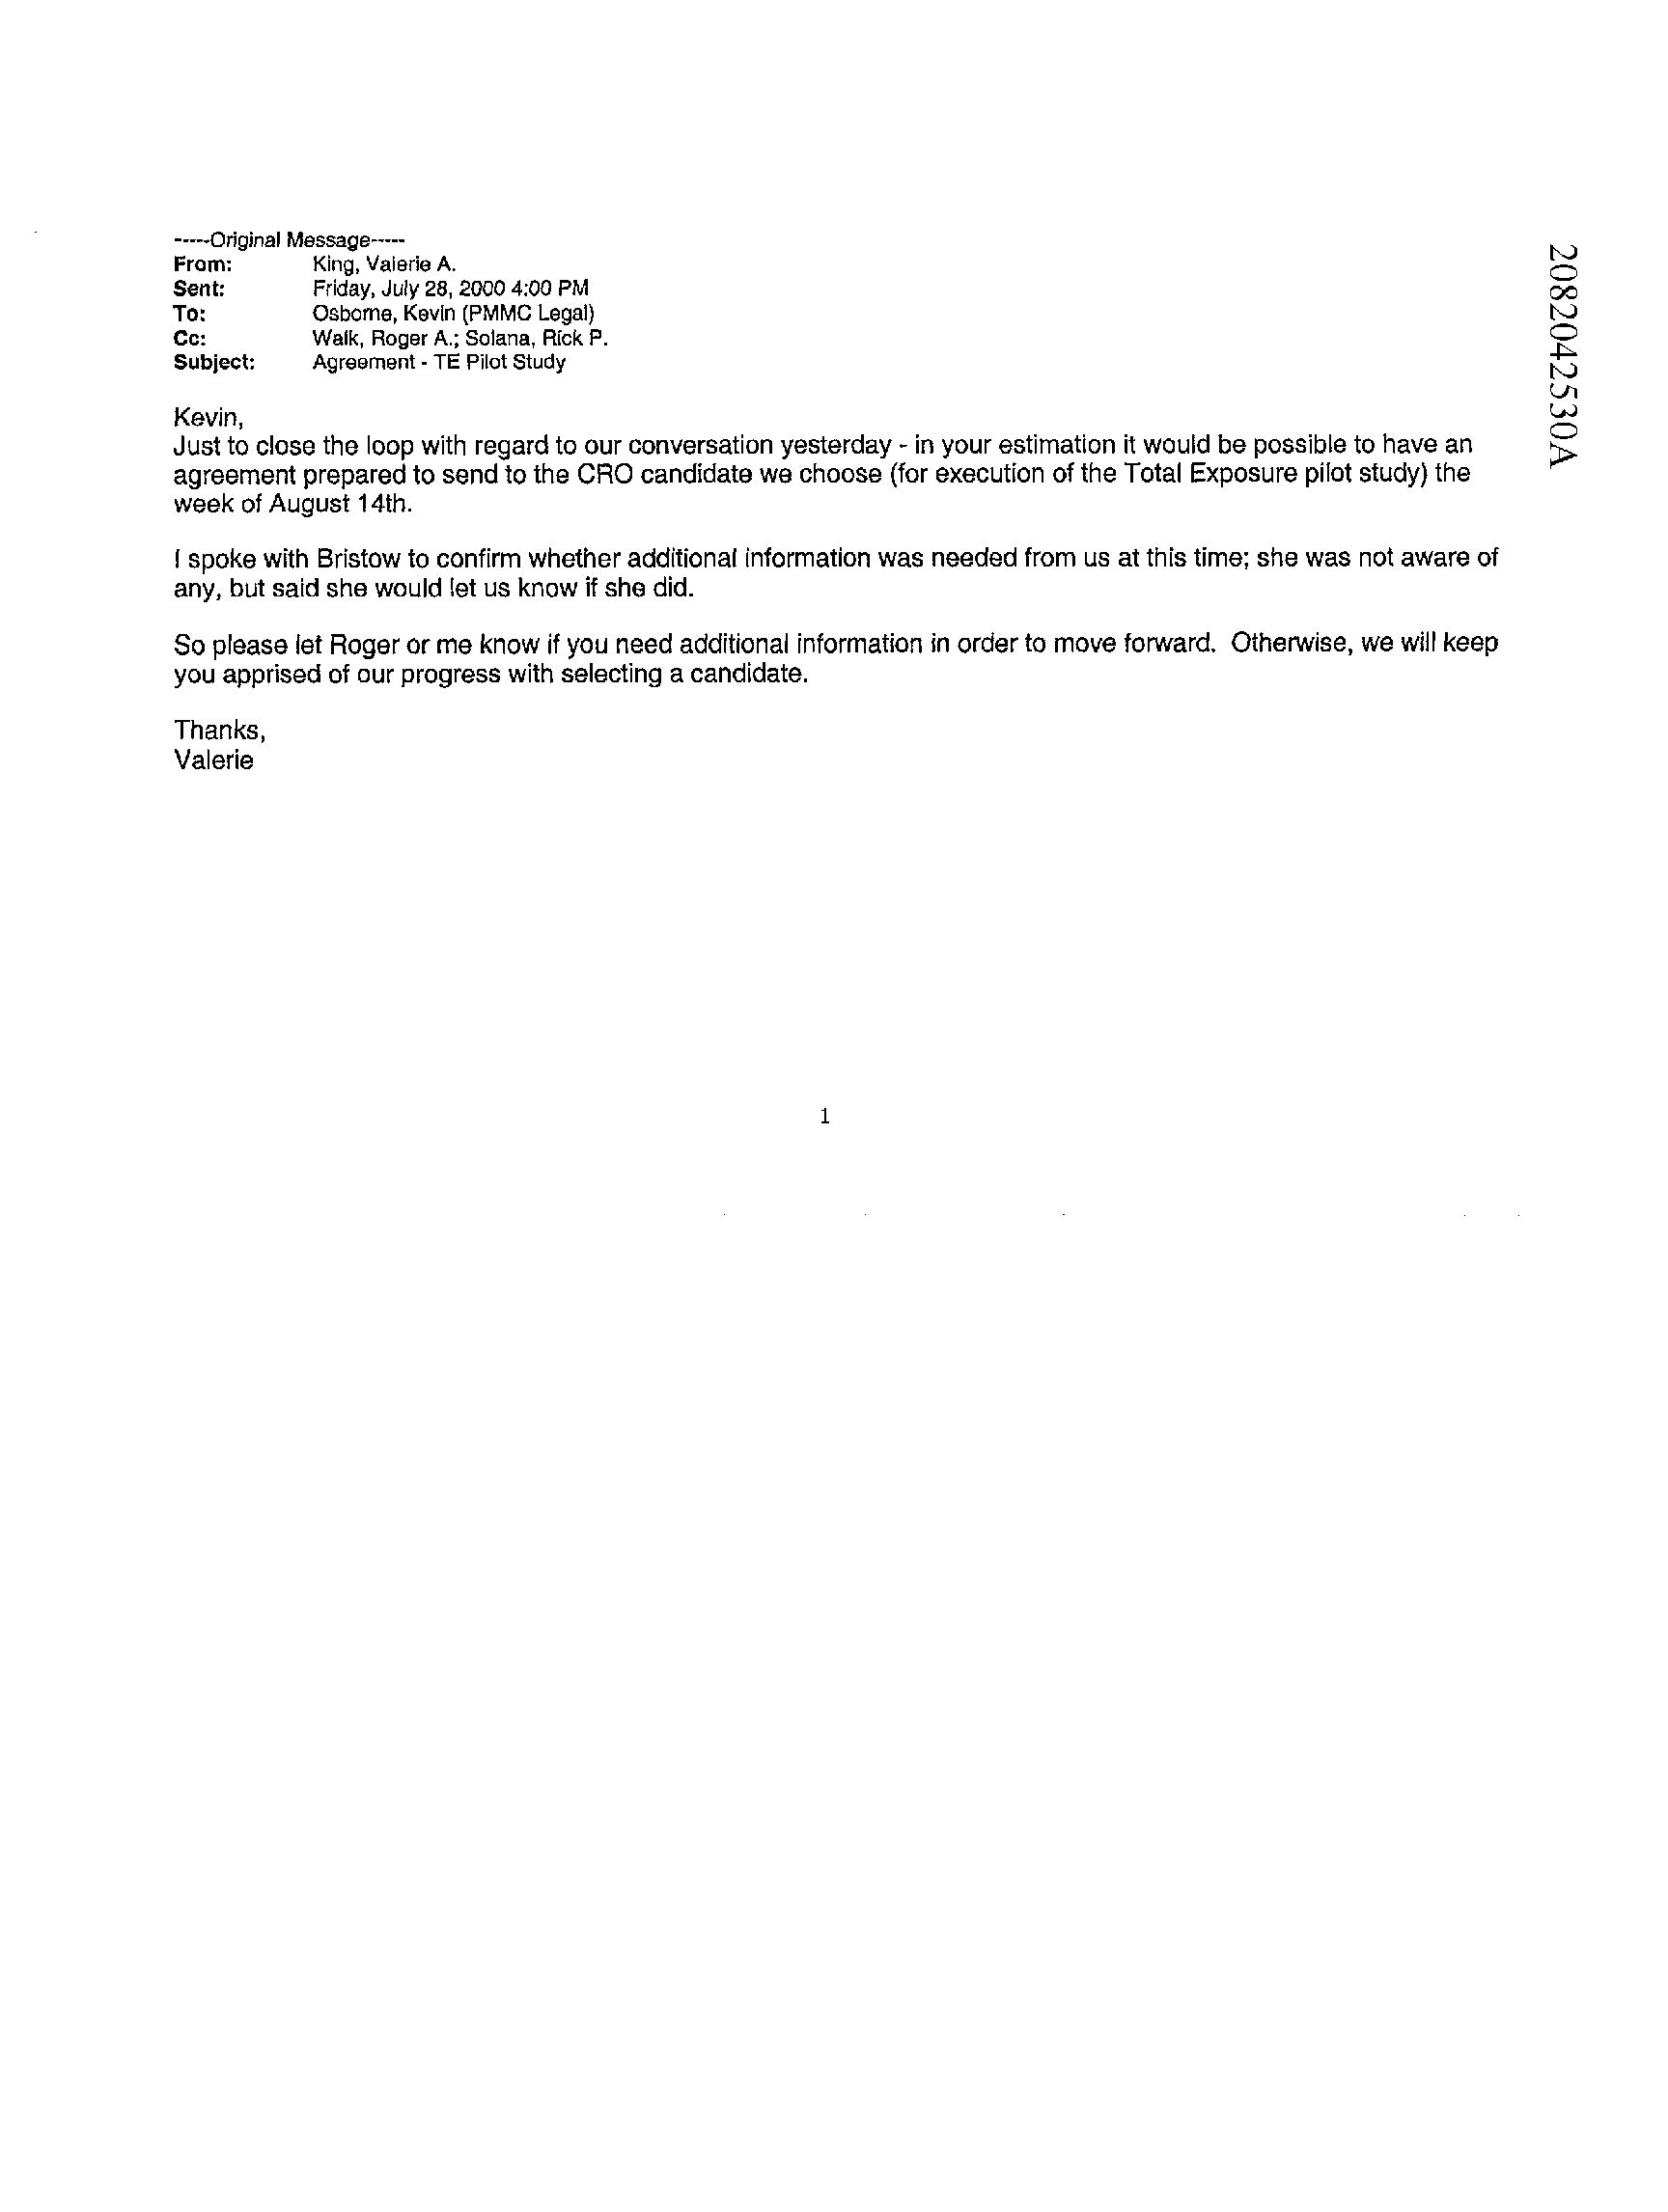 -----Original Message-----
From: King, Valerie A.
Sent: Friday, July 28, 2000 4:00 PM
To: Osborne, Kevin (PMMC Legal)
Cc: Walk, Roger A.; Solana, Rick P.
Subject: Agreement - TE Pilot Study
Kevin,
Just to close the loop with regard to our conversation yesterday - in your estimation it would be possible to have an
agreement prepared to send to the CRO candidate we choose (for execution of the Total Exposure pilot study) the
week of August 14th.
I spoke with Bristow to confirm whether additional information was needed from us at this time; she was not aware of
any, but said she would let us know if she did.
So please let Roger or me know if you need additional information in order to move forward. Otherwise, we will keep
you apprised of our progress with selecting a candidate.
Thanks,
Valerie
1
2082042530A